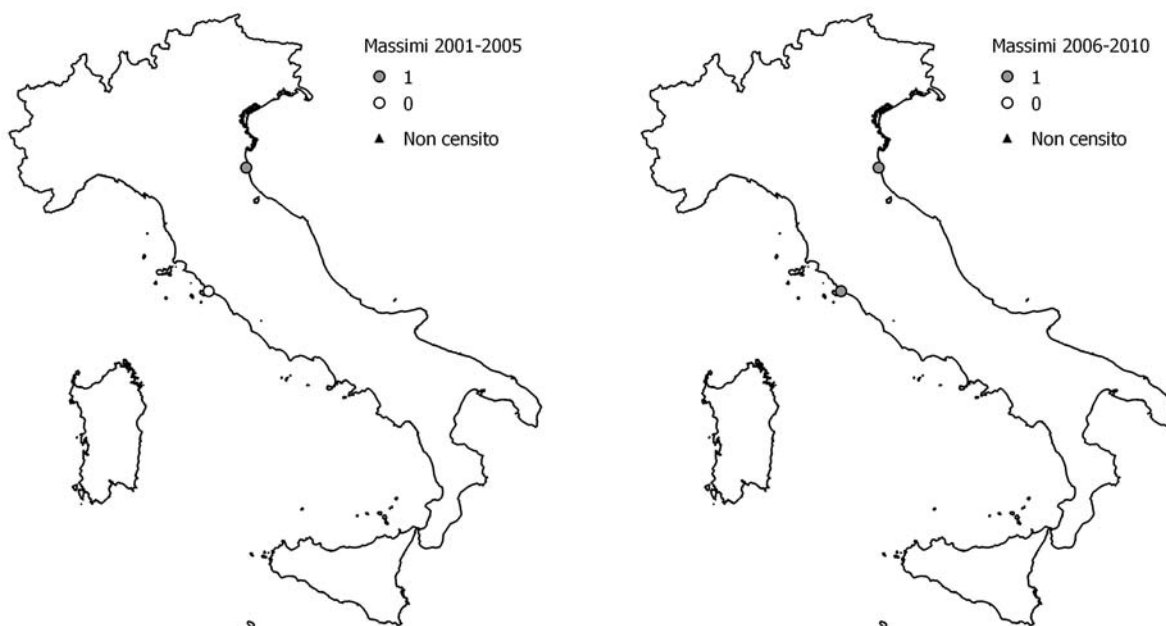 Massimi 2001-2005
1
0
Non censito
Massimi 2006-2010
1
0
Non censito